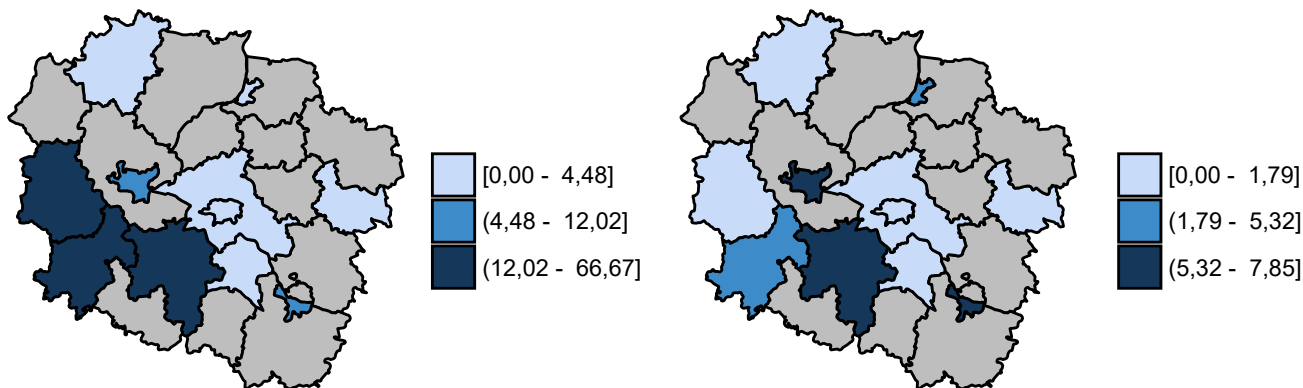 [0,00 - 4,48]
(4,48 - 12,02]
(12,02 - 66,67]
[0,00 - 1,79]
(1,79 - 5,32]
(5,32 - 7,85]